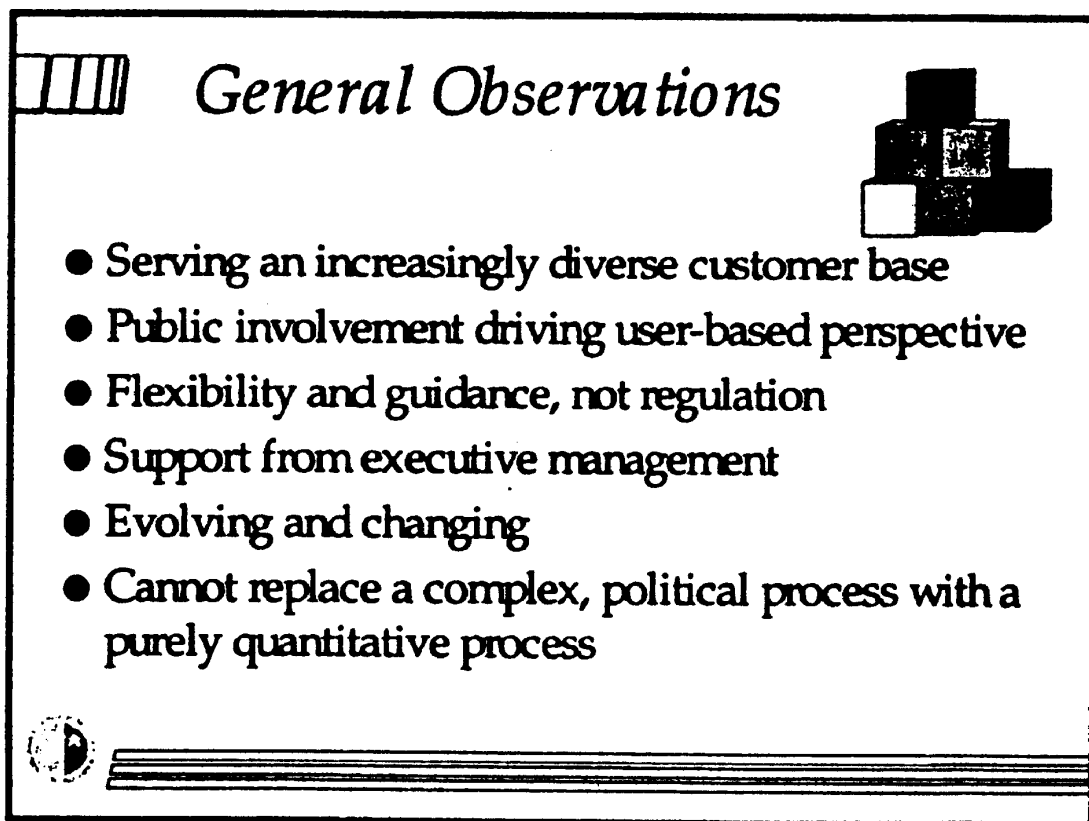 General Observations
● Serving an increasingly diverse customer base
● Public involvement driving user-based perspective
● Flexibility and guidance, not regulation
● Support from executive management
● Evolving and changing
● Cannot replace a complex, political process with a
purely quantitative process